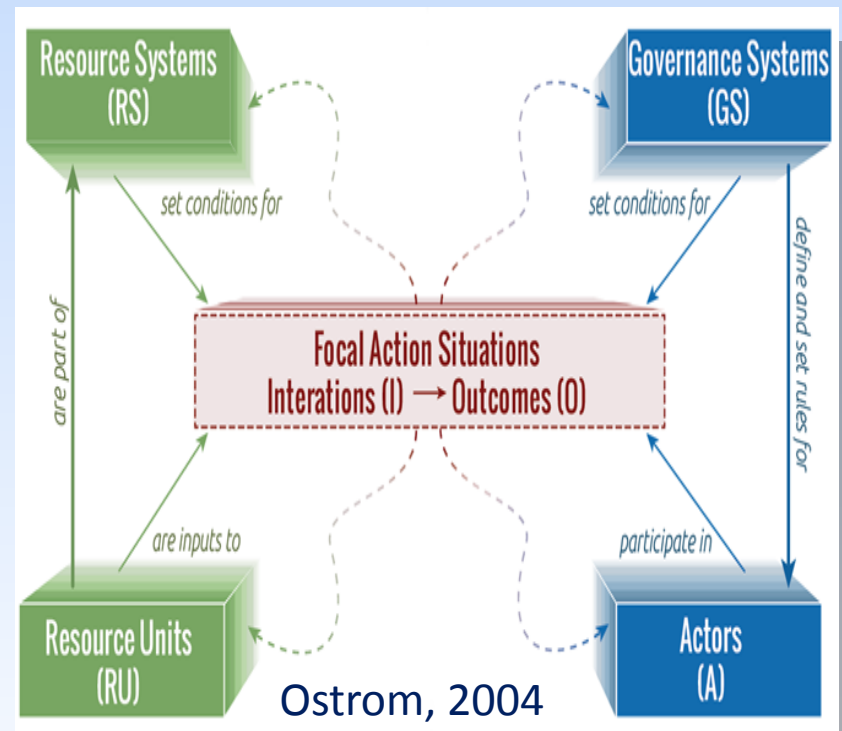 Resource Systems
(RS)
Governance Systems
(GS)
set conditions for
set conditions for
are part of
define and set rules for
Focal Action Situations
Interations (I) → Outcomes (O)
are inputs to
participate in
Resource Units
(RU)
Actors
(A)
Ostrom, 2004